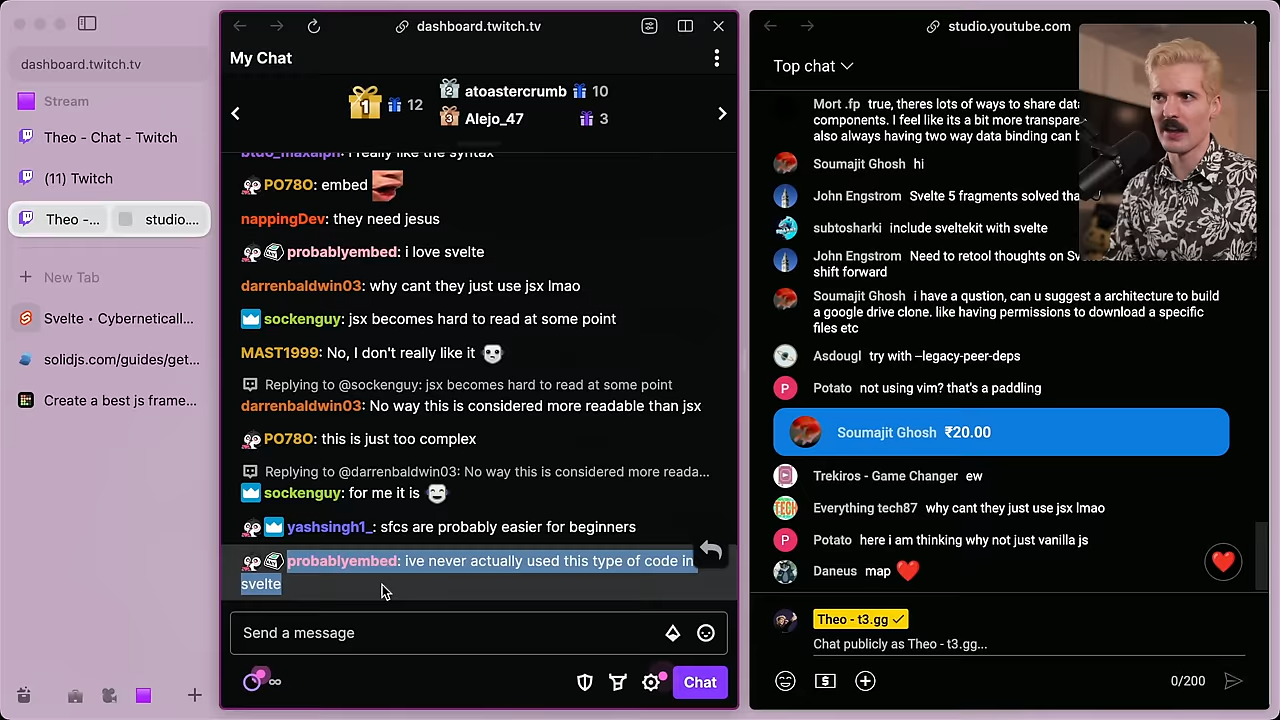 dashboard.twitch.tv
Stream
Theo - Chat - Twitch
(11) Twitch
Theo -...
studio....
New Tab
Svelte • Cyberneticall...
solidjs.com/guides/get...
Create a best js frame...
dashboard.twitch.tv
My Chat
1
12
2
atoastercrumb
10
3
Alejo_47
3
btdo_maxalph: I really like the syntax
PO78O: embed
nappingDev: they need jesus
probablyembed: i love svelte
darrenbaldwin03: why cant they just use jsx lmao
sockenguy: jsx becomes hard to read at some point
MAST1999: No, I don't really like it
Replying to @sockenguy: jsx becomes hard to read at some point
darrenbaldwin03: No way this is considered more readable than jsx
PO78O: this is just too complex
Replying to @darrenbaldwin03: No way this is considered more reada...
sockenguy: for me it is
yashsingh1_: sfcs are probably easier for beginners
probablyembed: ive never actually used this type of code in
svelte
Send a message
∞
Chat
studio.youtube.com
Top chat
Mort .fp true, theres lots of ways to share dat
components. I feel like its a bit more transpare
also always having two way data binding can b
Soumajit Ghosh hi
John Engstrom Svelte 5 fragments solved tha
subtosharki include sveltekit with svelte
John Engstrom Need to retool thoughts on Sv
shift forward
Soumajit Ghosh i have a qustion, can u suggest a architecture to build
a google drive clone. like having permissions to download a specific
files etc
Asdougl try with –legacy-peer-deps
P
Potato not using vim? that's a paddling
Soumajit Ghosh ₹20.00
Trekiros - Game Changer ew
TECH
Everything tech87 why cant they just use jsx lmao
P
Potato here i am thinking why not just vanilla js
Daneus map
Theo - t3.gg
Chat publicly as Theo - t3.gg...
0/200